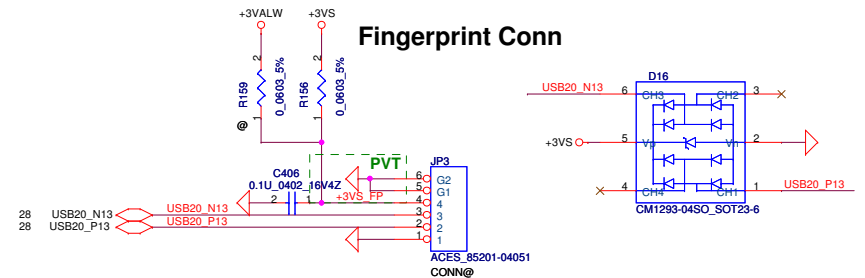 +3VALW
+3VS
Fingerprint Conn
2
2
R159
0_0603_5%
R156
0_0603_5%
1
1
@
PVT
JP3
C406
0.1U_0402_16V4Z
2
1
+3VS_FP
6
G2
5
G1
4
4
3
3
2
2
1
1
28
USB20_N13
USB20_N13
28
USB20_P13
USB20_P13
ACES_85201-04051
CONN@
D16
USB20_N13
6
CH3
CH2
3
+3VS
5
Vp
Vn
2
4
CH4
CH1
1
USB20_P13
CM1293-04SO_SOT23-6